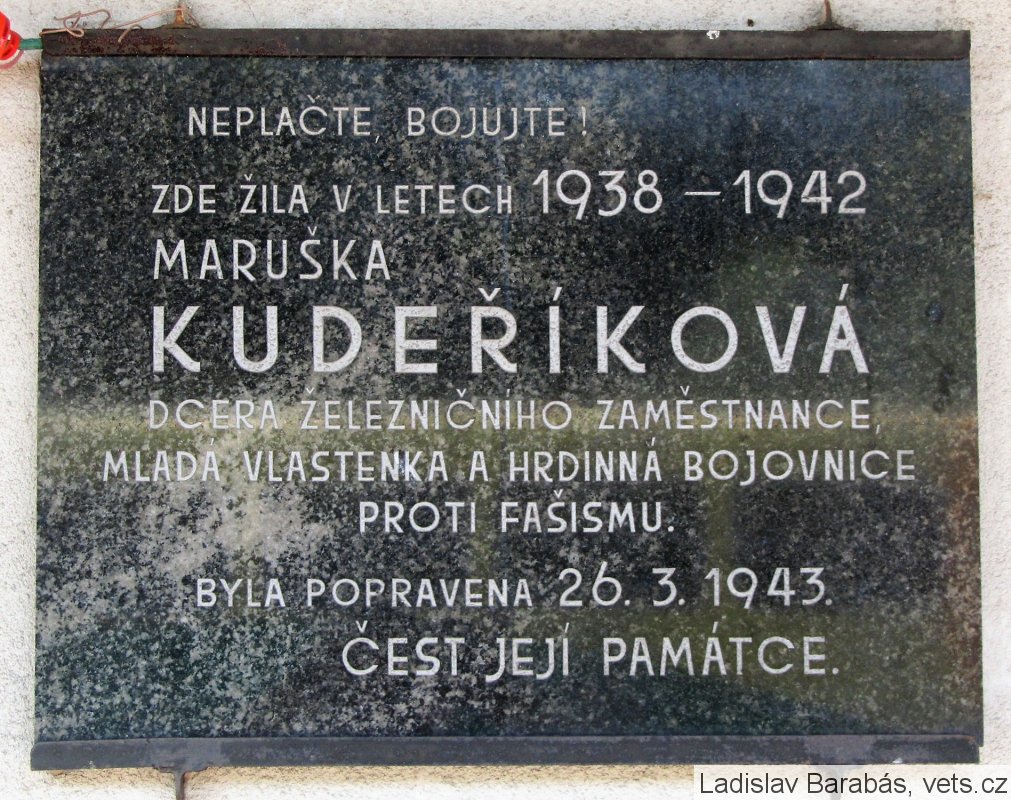 NEPLAČTE, BOJUJTE!
ZDE ŽILA V LETECH 1938 – 1942
MARUŠKA
KUDEŘÍKOVÁ
DCERA ŽELEZNIČNÍHO ZAMĚSTNANCE,
MLADÁ VLASTENKA A HRDINNÁ BOJOVNICE
PROTI FAŠISMU.
BYLA POPRAVENA 26. 3. 1943.
ČEST JEJÍ PAMÁTCE.
Ladislav Barabás, vets.cz